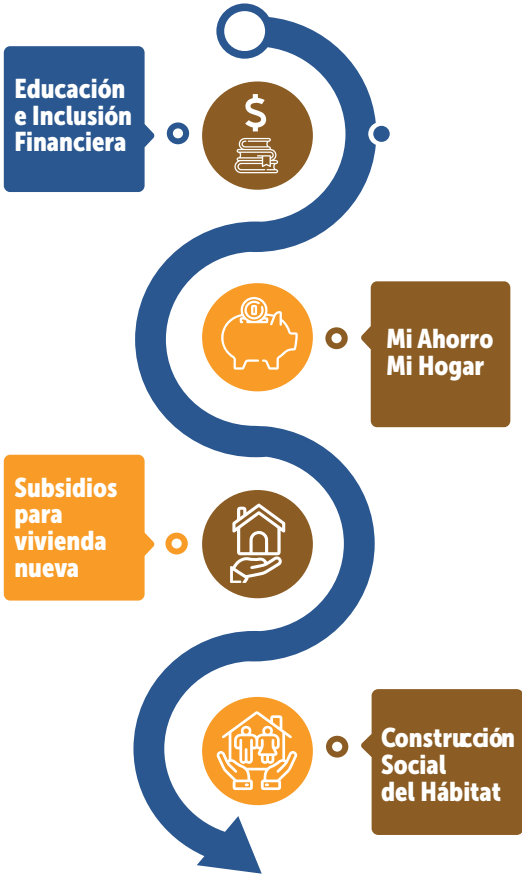 Educación
e Inclusión
Financiera
$
Mi Ahorro
Mi Hogar
Subsidios
para
vivienda
nueva
Construcción
Social
del Hábitat